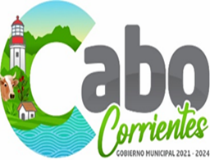 Cabo
Corrientes
GOBIERNO MUNICIPAL 2021 - 2024